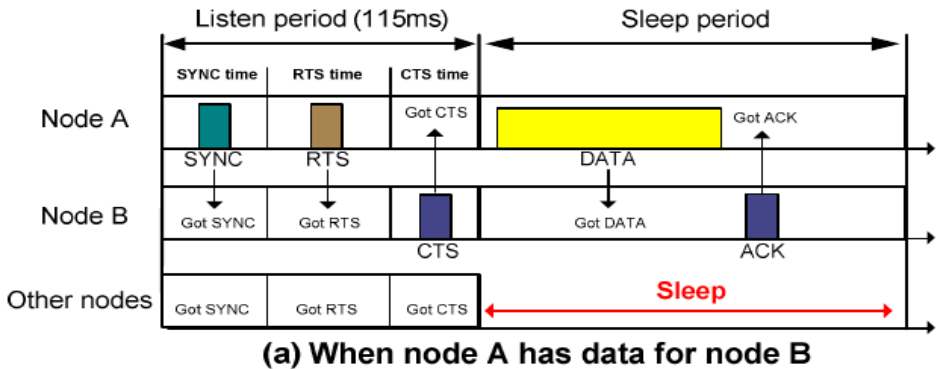 Listen period (115ms) Sleep period
SYNC time RTS time CTS time
Node A Got CTS Got ACK
SYNC RTS DATA
Node B Got SYNC Got RTS Got DATA
CTS ACK
Other nodes Got SYNC Got RTS Got CTS Sleep
(a) When node A has data for node B